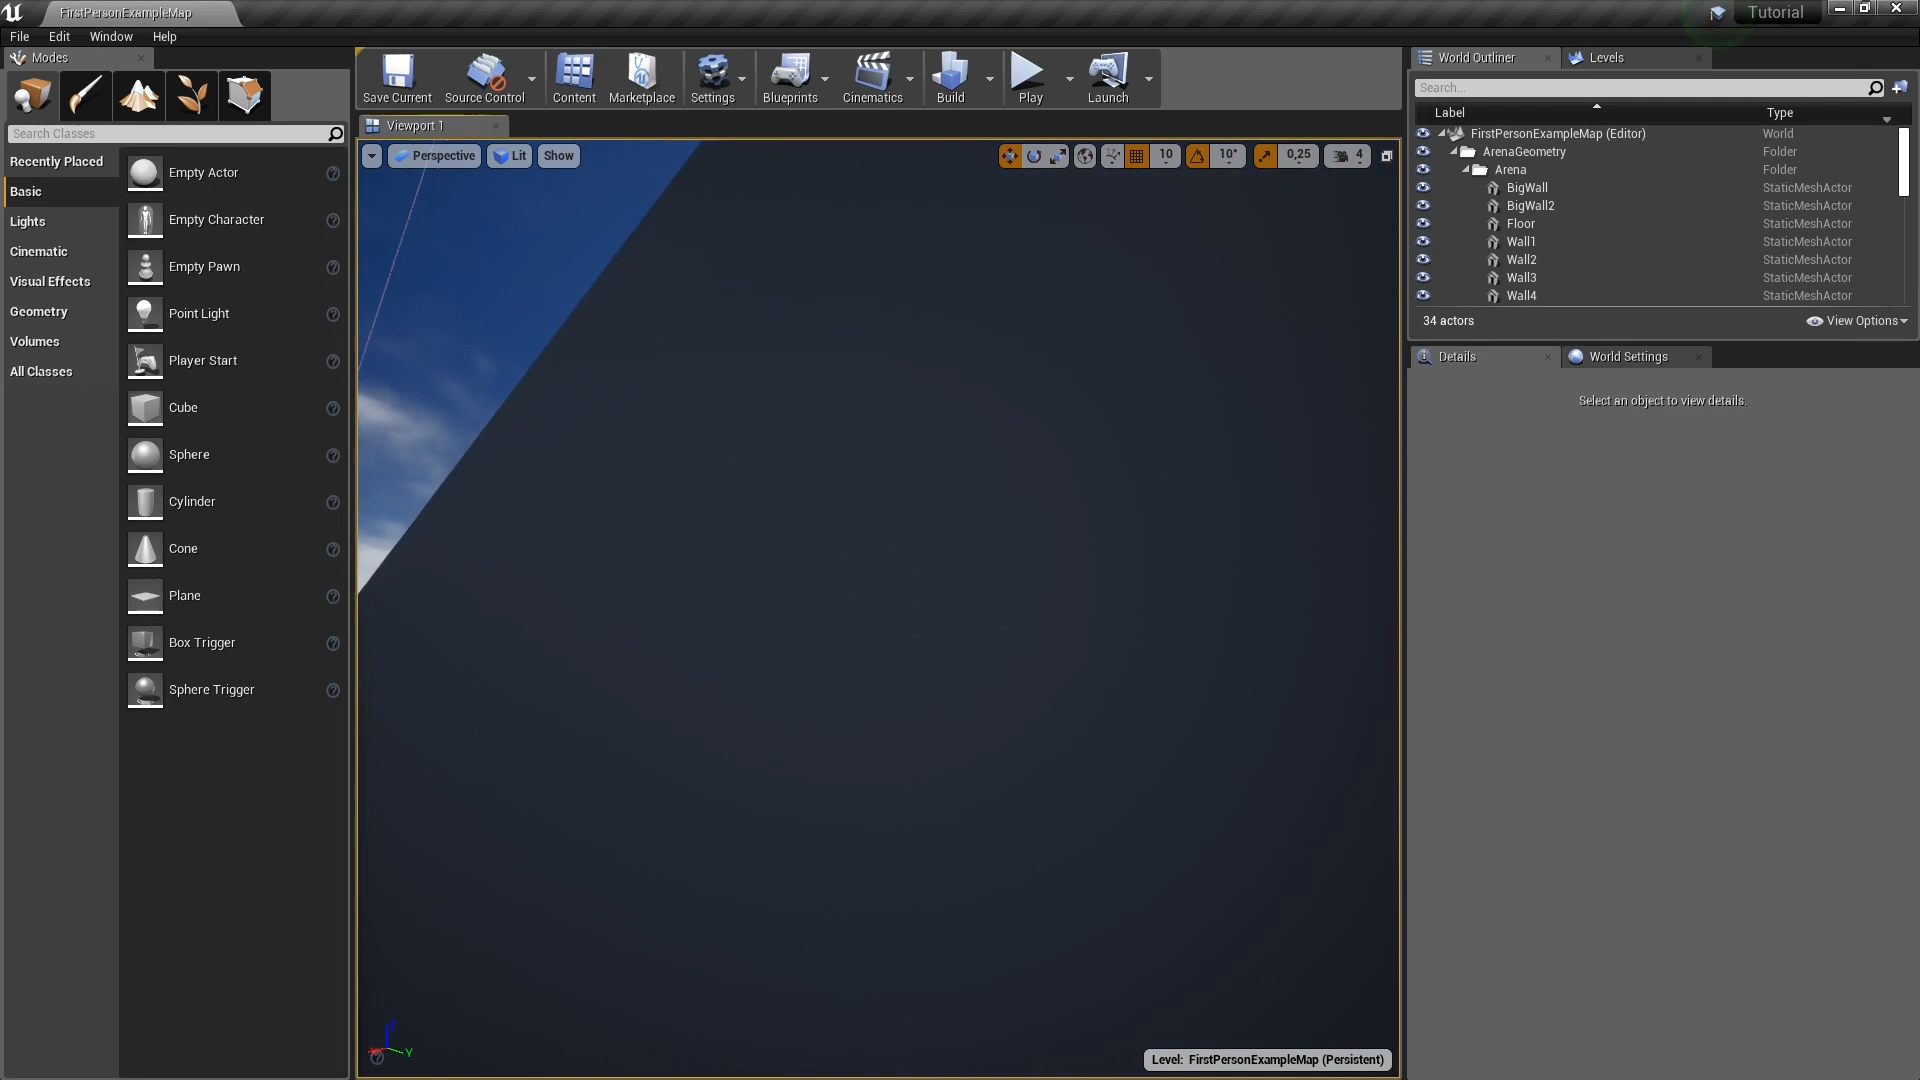 FirstPersonExampleMap
Tutorial
File Edit Window Help
Modes
Search Classes
Recently Placed
Basic
Lights
Cinematic
Visual Effects
Geometry
Volumes
All Classes
Empty Actor
Empty Character
Empty Pawn
Point Light
Player Start
Cube
Sphere
Cylinder
Cone
Plane
Box Trigger
Sphere Trigger
Save Current Source Control Content Marketplace Settings Blueprints Cinematics Build Play Launch
Viewport 1
Perspective Lit Show 10 10° 0,25 4
Y
Level: FirstPersonExampleMap (Persistent)
World Outliner Levels
Search...
Label Type
FirstPersonExampleMap (Editor) World
ArenaGeometry Folder
Arena Folder
BigWall StaticMeshActor
BigWall2 StaticMeshActor
Floor StaticMeshActor
Wall1 StaticMeshActor
Wall2 StaticMeshActor
Wall3 StaticMeshActor
Wall4 StaticMeshActor
34 actors View Options
Details World Settings
Select an object to view details.